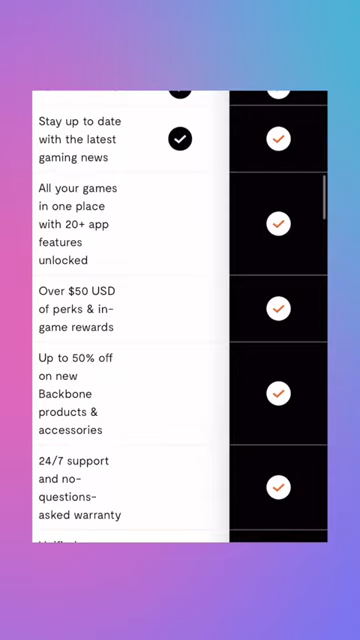 Stay up to date
with the latest
gaming news
All your games
in one place
with 20+ app
features
unlocked
Over $50 USD
of perks & in-
game rewards
Up to 50% off
on new
Backbone
products &
accessories
24/7 support
and no-
questions-
asked warranty